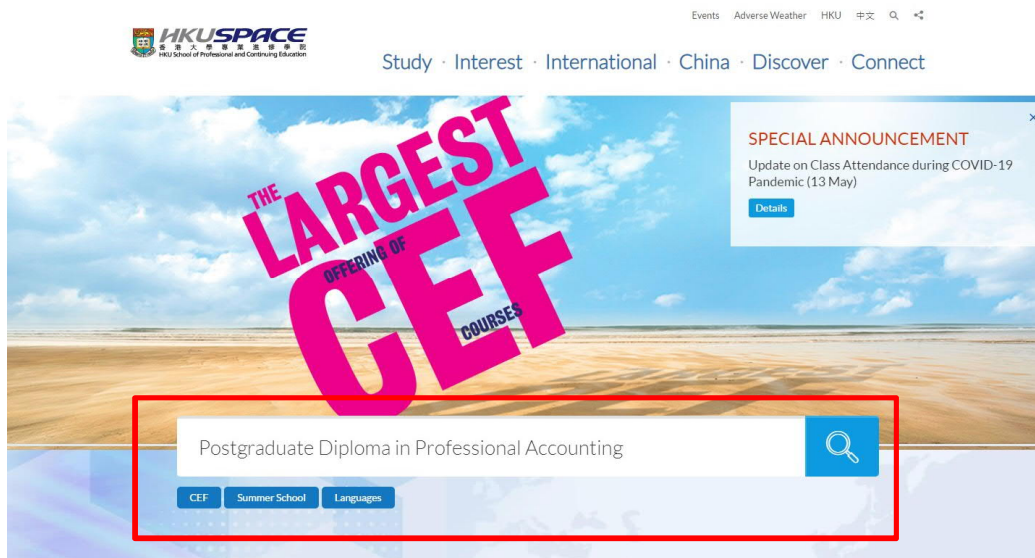 Events Adverse Weather HKU 中文
HKUSPACE
香港大學專業進修學院
HKU School of Professional and Continuing Education
Study · Interest · International · China · Discover · Connect
THE
LARGEST
OFFERING OF
CEF
COURSES
×
SPECIAL ANNOUNCEMENT
Update on Class Attendance during COVID-19
Pandemic (13 May)
Details
Postgraduate Diploma in Professional Accounting
CEF Summer School Languages